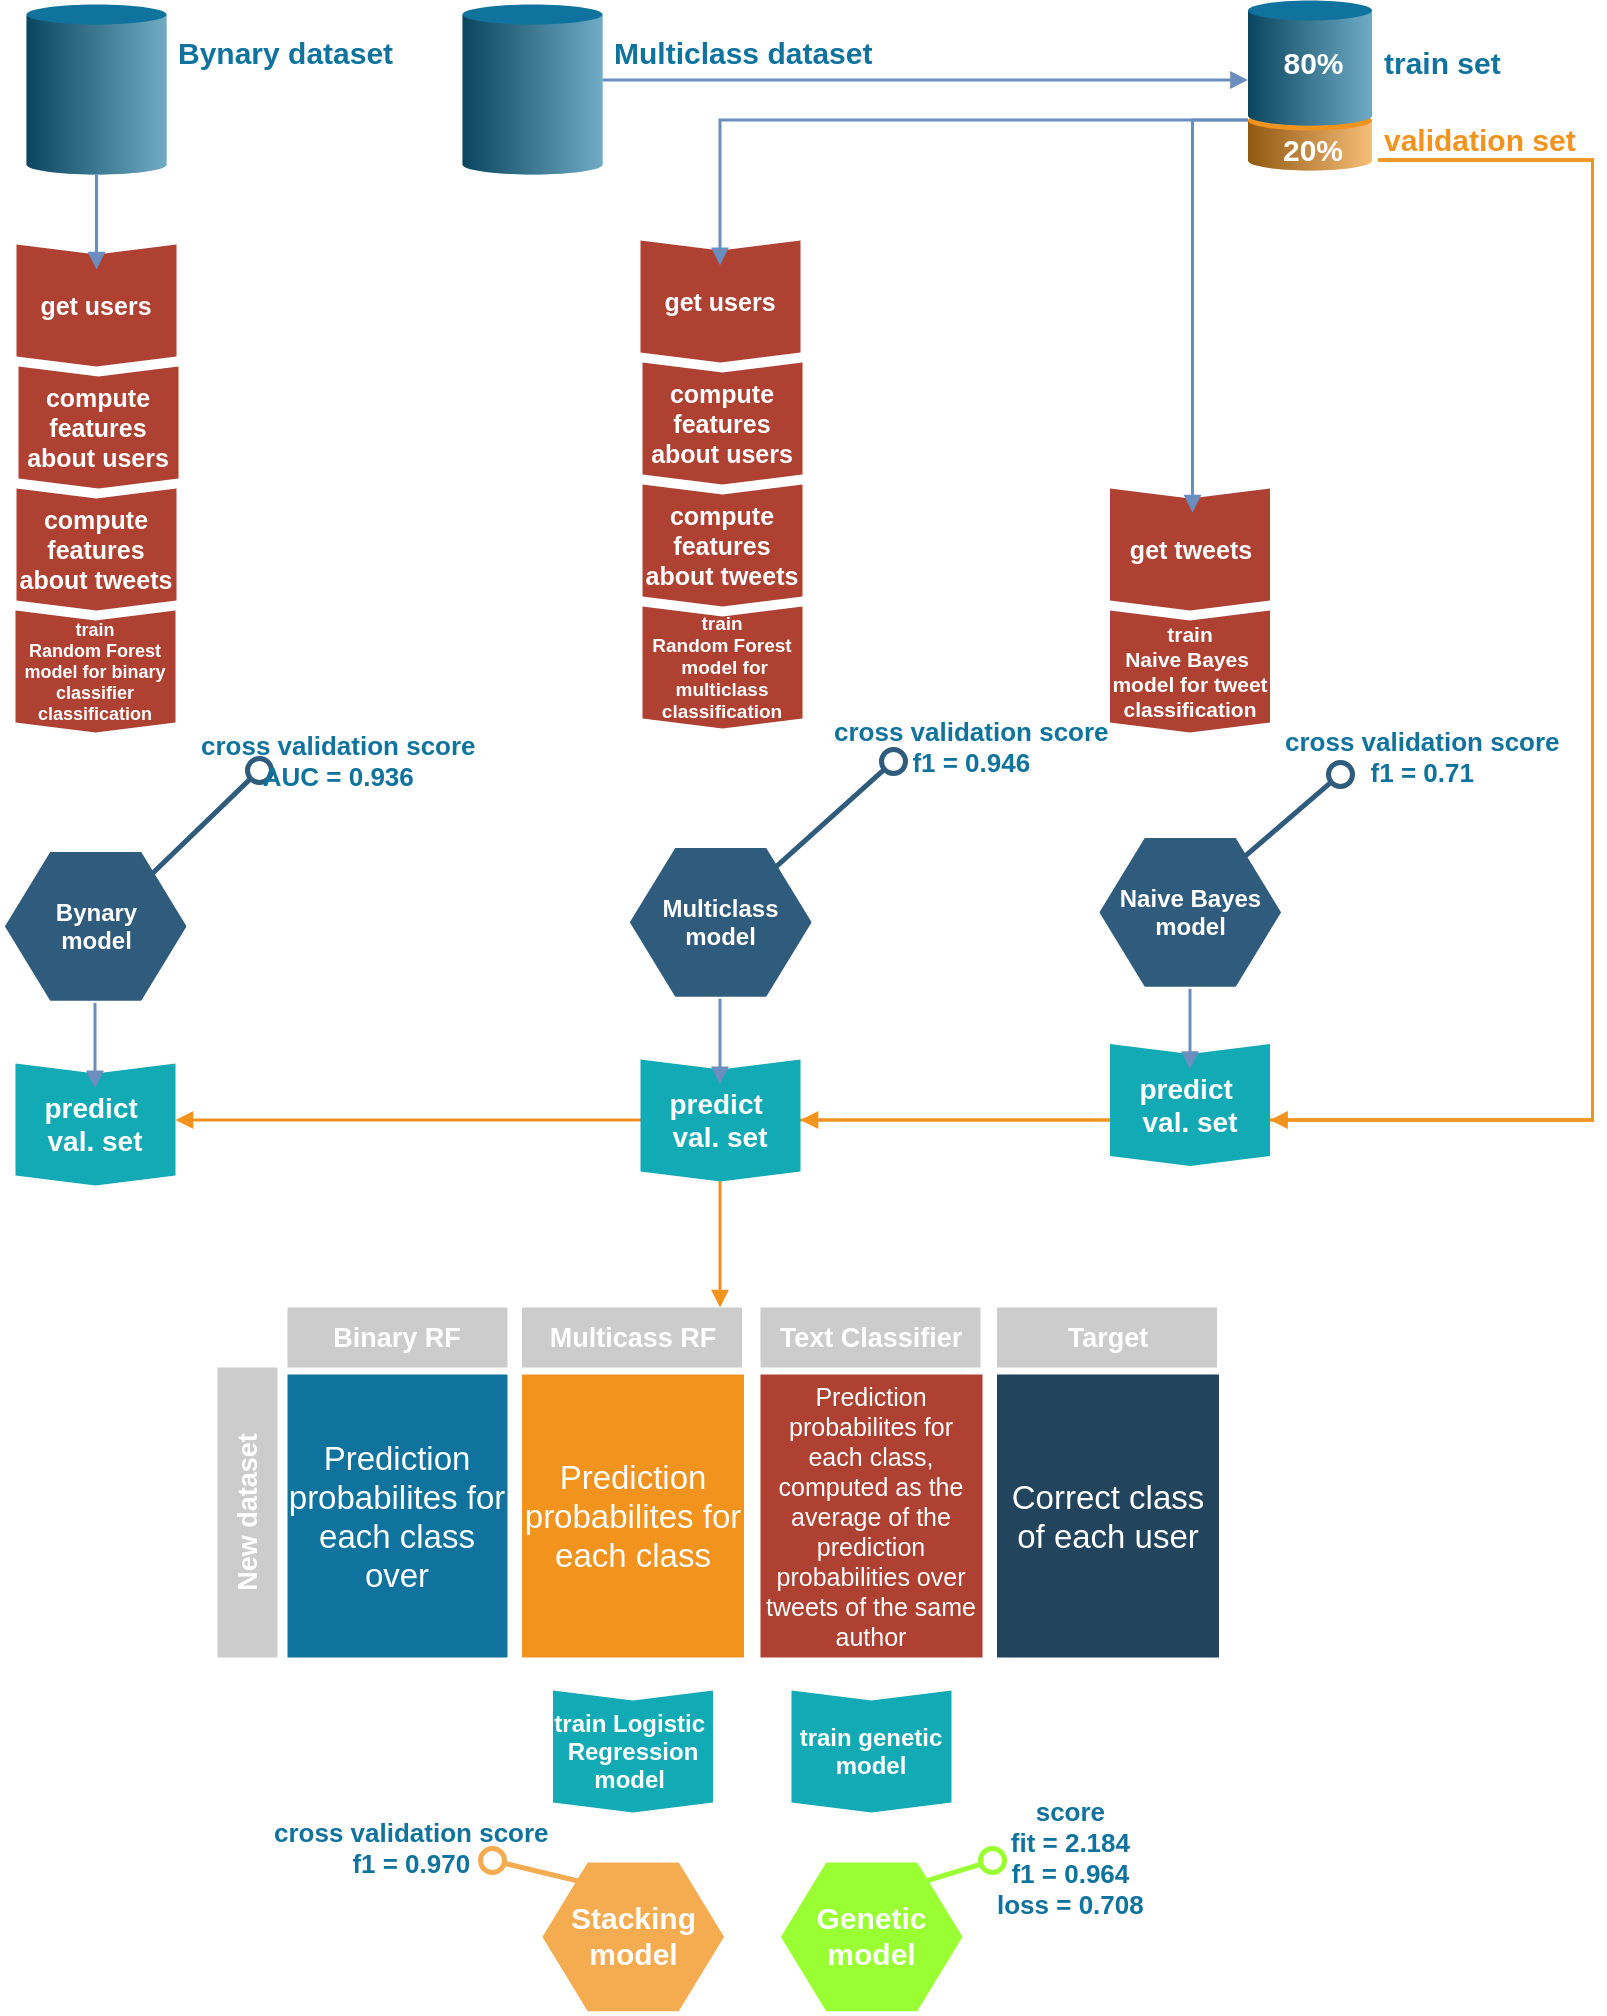 Bynary dataset
Multiclass dataset
80%
train set
20%
validation set
get users
compute
features
about users
compute
features
about tweets
train
Random Forest
model for binary
classifier
classification
get users
compute
features
about users
compute
features
about tweets
train
Random Forest
model for
multiclass
classification
get tweets
train
Naive Bayes
model for tweet
classification
cross validation score
AUC = 0.936
cross validation score
f1 = 0.946
cross validation score
f1 = 0.71
Bynary
model
Multiclass
model
Naive Bayes
model
predict
val. set
predict
val. set
predict
val. set
Binary RF
Multicass RF
Text Classifier
Target
New dataset
Prediction
probabilites for
each class
over
Prediction
probabilites for
each class
Prediction
probabilites for
each class,
computed as the
average of the
prediction
probabilities over
tweets of the same
author
Correct class
of each user
train Logistic
Regression
model
train genetic
model
cross validation score
f1 = 0.970
score
fit = 2.184
f1 = 0.964
loss = 0.708
Stacking
model
Genetic
model